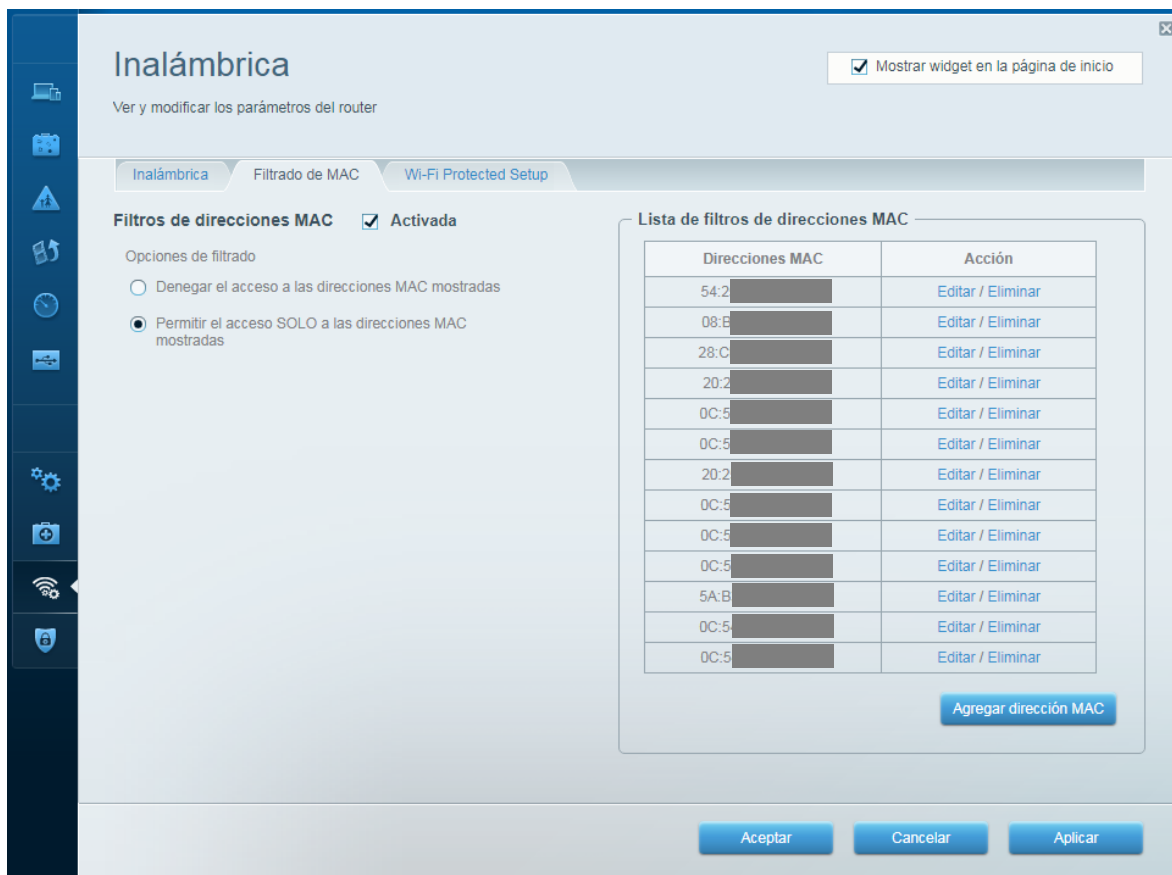 Inalámbrica
Mostrar widget en la página de inicio
Ver y modificar los parámetros del router
Inalámbrica Filtrado de MAC Wi-Fi Protected Setup
Filtros de direcciones MAC Activada
Opciones de filtrado
Denegar el acceso a las direcciones MAC mostradas
Permitir el acceso SOLO a las direcciones MAC
mostradas
Lista de filtros de direcciones MAC
Direcciones MAC Acción
54:2 Editar / Eliminar
08:B Editar / Eliminar
28:C Editar / Eliminar
20:2 Editar / Eliminar
0C:5 Editar / Eliminar
0C:5 Editar / Eliminar
20:2 Editar / Eliminar
0C:5 Editar / Eliminar
0C:5 Editar / Eliminar
0C:5 Editar / Eliminar
5A:B Editar / Eliminar
0C:5 Editar / Eliminar
0C:5 Editar / Eliminar
Agregar dirección MAC
Aceptar Cancelar Aplicar